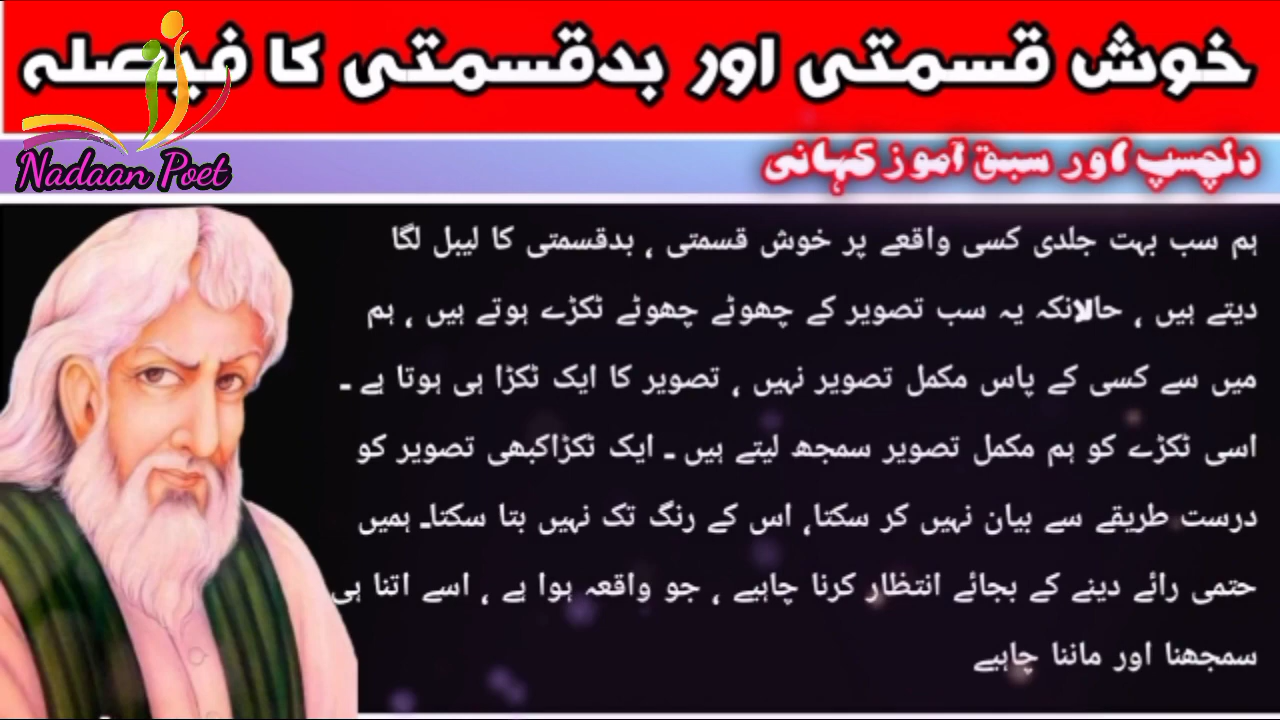 خوش قسمتی اور بدقسمتی کا فیصلہ
Nadaan Poet
دلچسپ اور سبق آموز کہانی
ہم سب بہت جلدی کسی واقعے پر خوش قسمتی ، بدقسمتی کا لیبل لگا
دیتے ہیں ، حالانکہ یہ سب تصویر کے چھوٹے چھوٹے ٹکڑے ہوتے ہیں ، ہم
میں سے کسی کے پاس مکمل تصویر نہیں ، تصویر کا ایک ٹکڑا ہی ہوتا ہے ۔
اسی ٹکڑے کو ہم مکمل تصویر سمجھ لیتے ہیں ۔ ایک ٹکڑاکبھی تصویر کو
درست طریقے سے بیان نہیں کر سکتا، اس کے رنگ تک نہیں بتا سکتا۔ ہمیں
حتمی رائے دینے کے بجائے انتظار کرنا چاہیے ، جو واقعہ ہوا ہے ، اسے اتنا ہی
سمجھنا اور ماننا چاہیے